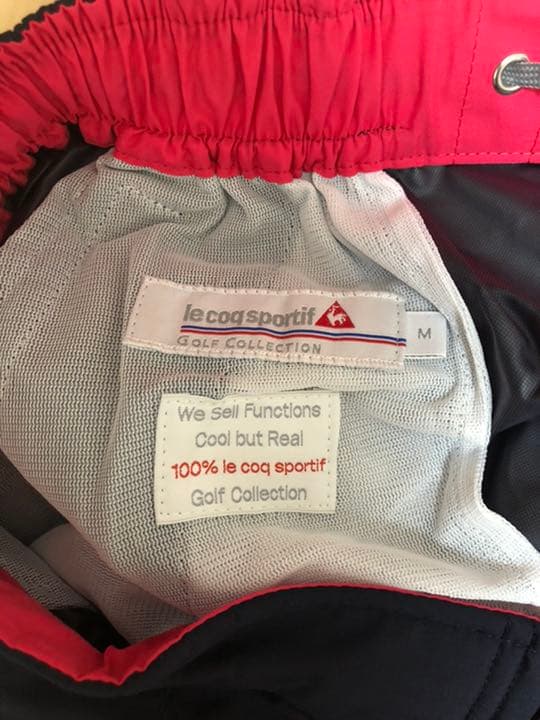 le coq sportif
GOLF COLLECTION
M
We Sell Functions
Cool but Real
100% le coq sportif
Golf Collection